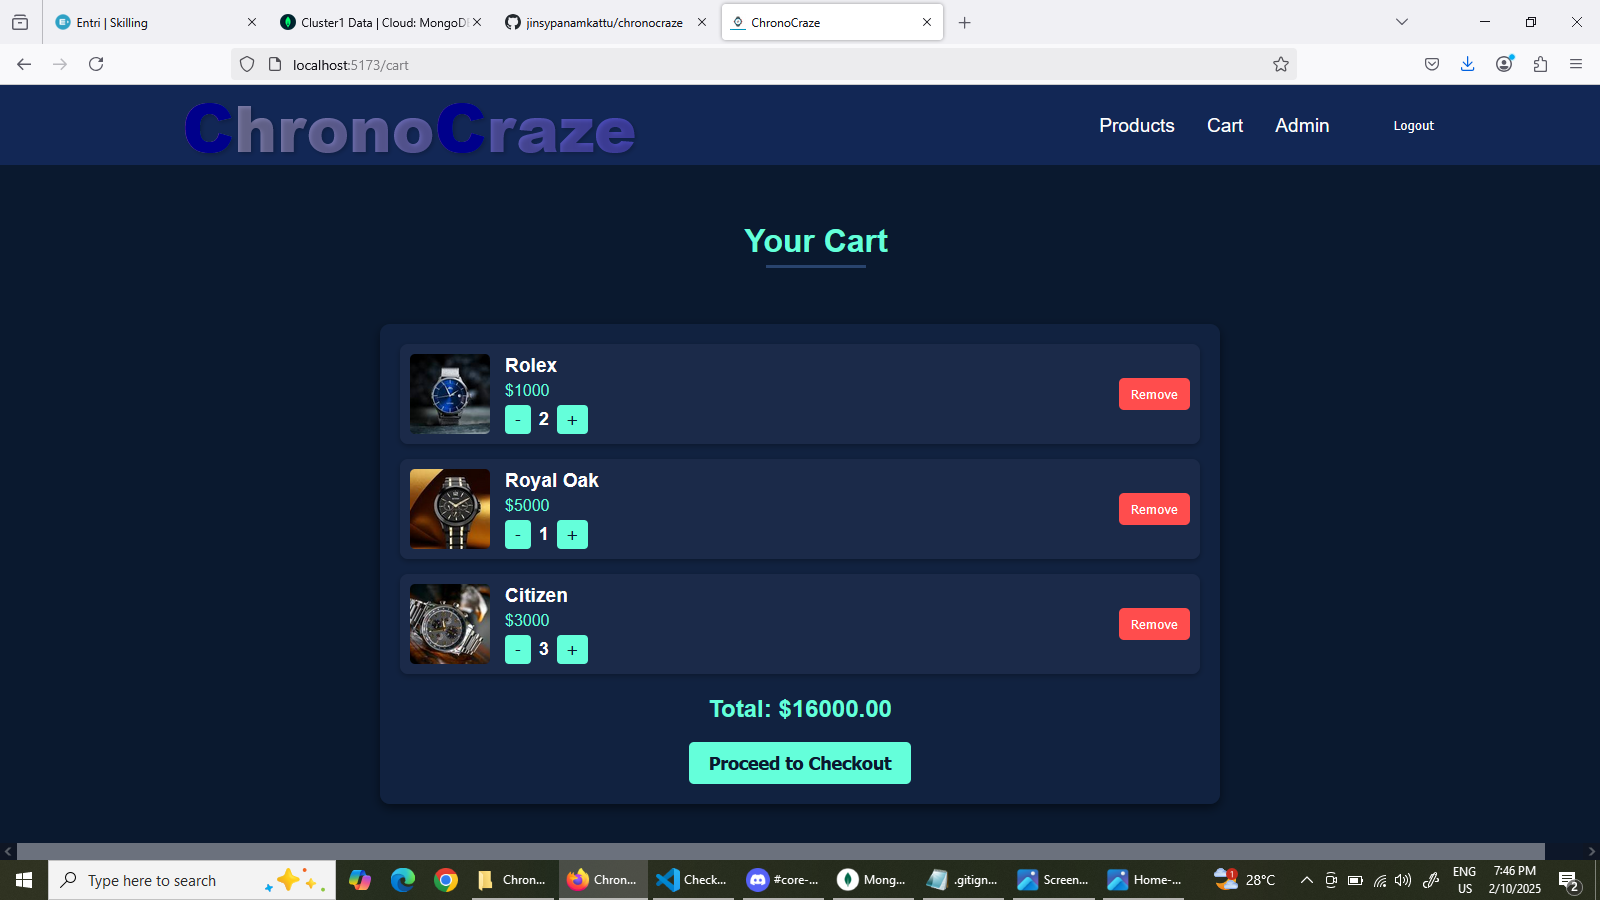 Entri | Skilling
Cluster1 Data | Cloud: MongoDB
jinsypanamkattu/chronocraze
ChronoCraze
localhost:5173/cart
ChronoCraze
Products
Cart
Admin
Logout
Your Cart
Rolex
$1000
- 2 +
Remove
Royal Oak
$5000
- 1 +
Remove
Citizen
$3000
- 3 +
Remove
Total: $16000.00
Proceed to Checkout
Type here to search
Chron...
Chron...
Check...
#core-...
Mong...
.gitign...
Screen...
Home-...
1
28°C
ENG
US
7:46 PM
2/10/2025
2